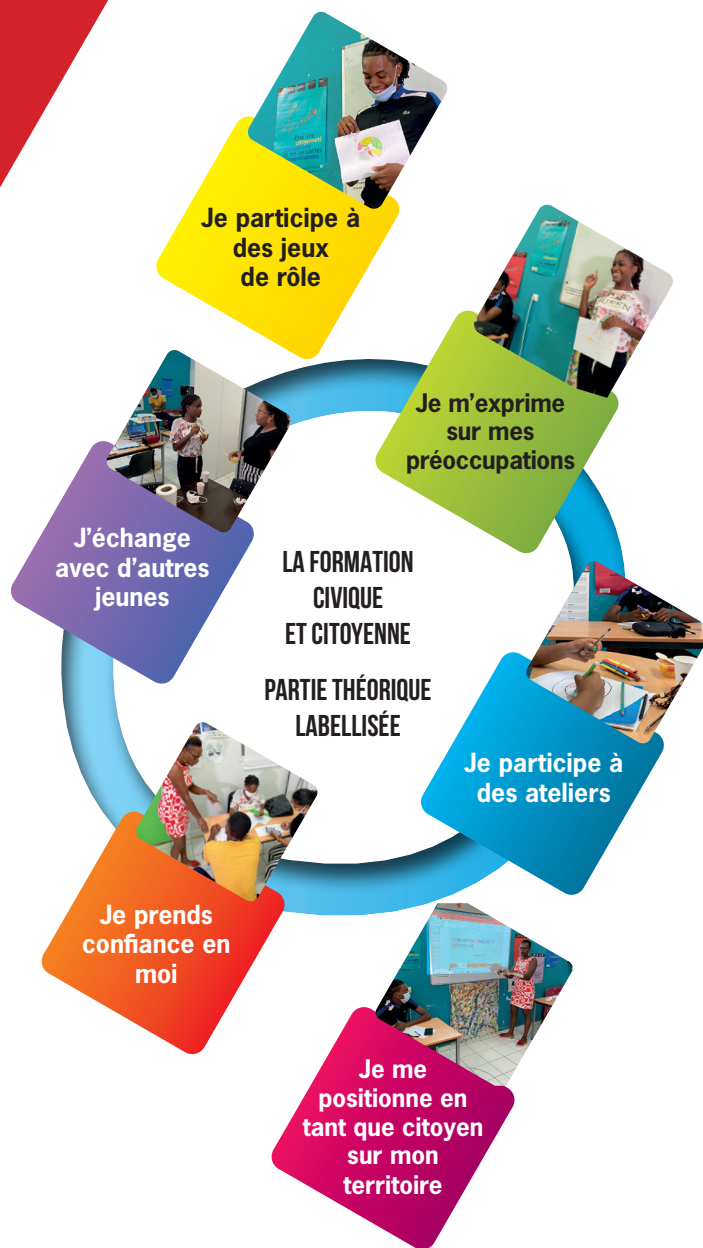 Je participe à
des jeux
de rôle
Je m'exprime
sur mes
préoccupations
J'échange
avec d'autres
jeunes
LA FORMATION
CIVIQUE
ET CITOYENNE
PARTIE THÉORIQUE
LABELLISÉE
Je participe à
des ateliers
Je prends
confiance en
moi
Je me
positionne en
tant que citoyen
sur mon
territoire